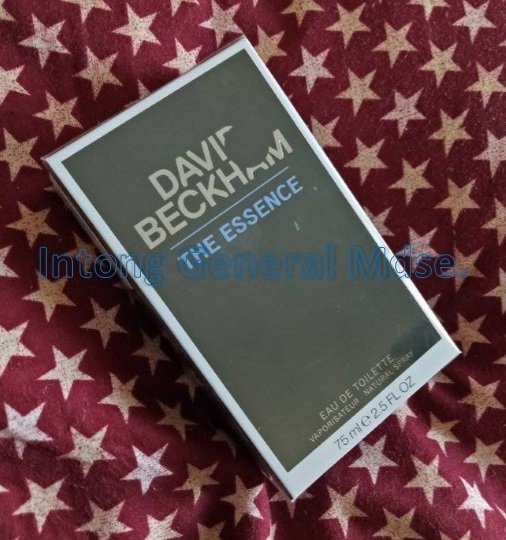 DAVID
BECKHAM
THE ESSENCE
Intong General Mdse.
EAU DE TOILETTE
VAPORISATEUR · NATURAL SPRAY
75 ml e 2.5 FL OZ